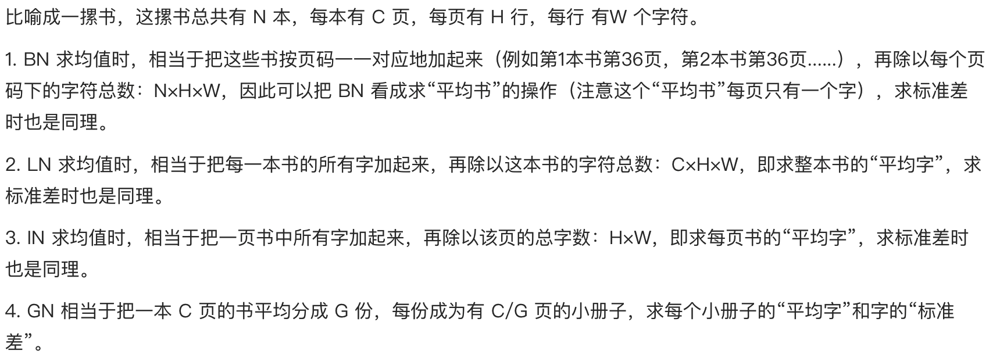 比喻成一摞书，这摞书总共有 N 本，每本有 C 页，每页有 H 行，每行 有W 个字符。
1. BN 求均值时，相当于把这些书按页码一一对应地加起来（例如第1本书第36页，第2本书第36页......），再除以每个页
码下的字符总数：N×H×W，因此可以把 BN 看成求“平均书”的操作（注意这个“平均书”每页只有一个字），求标准差
时也是同理。
2. LN 求均值时，相当于把每一本书的所有字加起来，再除以这本书的字符总数：C×H×W，即求整本书的“平均字”，求
标准差时也是同理。
3. IN 求均值时，相当于把一页书中所有字加起来，再除以该页的总字数：H×W，即求每页书的“平均字”，求标准差时
也是同理。
4. GN 相当于把一本 C 页的书平均分成 G 份，每份成为有 C/G 页的小册子，求每个小册子的“平均字”和字的“标准
差”。